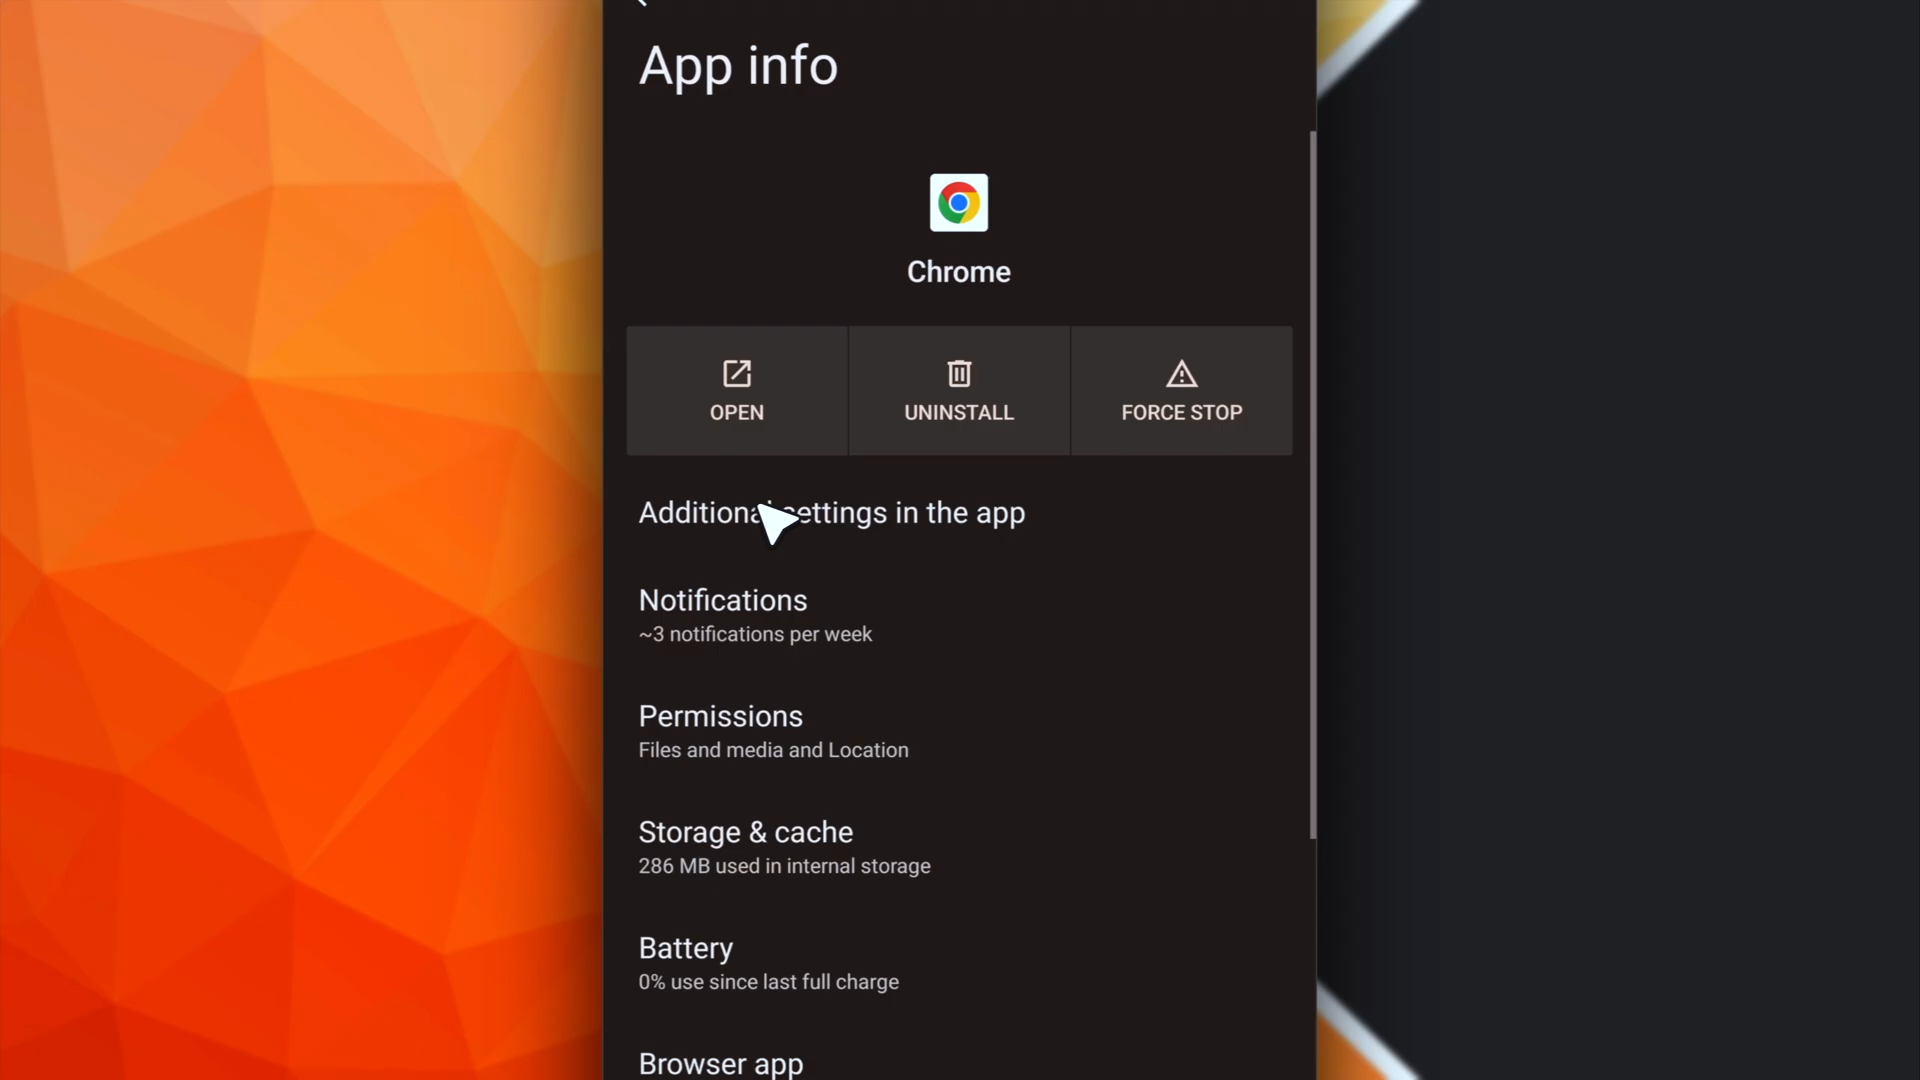 App info
Chrome
OPEN
UNINSTALL
FORCE STOP
Additional settings in the app
Notifications
~3 notifications per week
Permissions
Files and media and Location
Storage & cache
286 MB used in internal storage
Battery
0% use since last full charge
Browser app